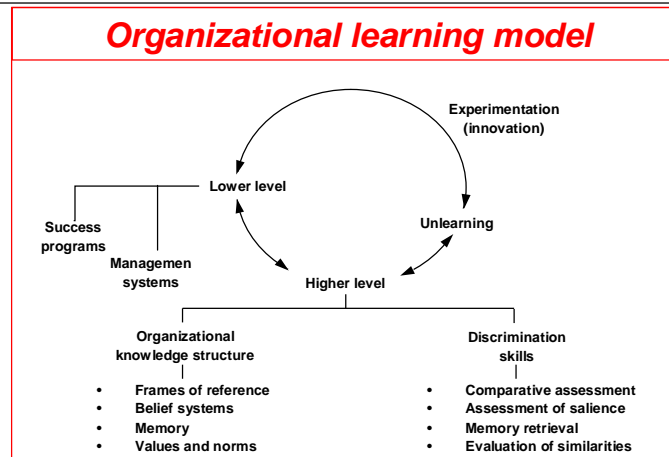 Organizational learning model
Experimentation
(innovation)
Lower level
Success
programs
Unlearning
Managemen
systems
Higher level
Organizational
knowledge structure
• Frames of reference
• Belief systems
• Memory
• Values and norms
Discrimination
skills
• Comparative assessment
• Assessment of salience
• Memory retrieval
• Evaluation of similarities